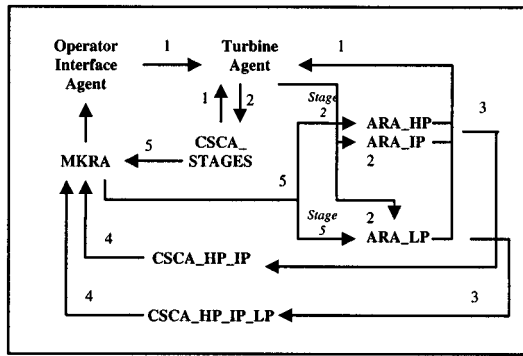 Operator
Interface
Agent
1
Turbine
Agent
1
1
2
Stage
2
ARA_HP
3
ARA_IP
2
5
CSCA_
STAGES
MKRA
5
Stage
5
2
ARA_LP
4
CSCA_HP_IP
4
3
CSCA_HP_IP_LP